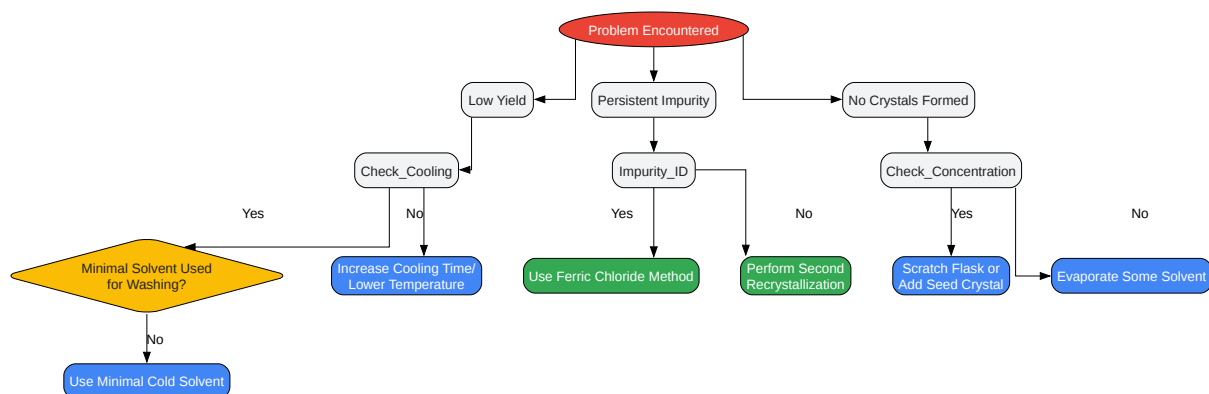 Problem Encountered
Low Yield
Persistent Impurity
No Crystals Formed
Check_Cooling
Impurity_ID
Check_Concentration
Yes
No
Yes
No
Yes
No
Minimal Solvent Used
for Washing?
Increase Cooling Time/
Lower Temperature
Use Ferric Chloride Method
Perform Second
Recrystallization
Scratch Flask or
Add Seed Crystal
Evaporate Some Solvent
No
Use Minimal Cold Solvent